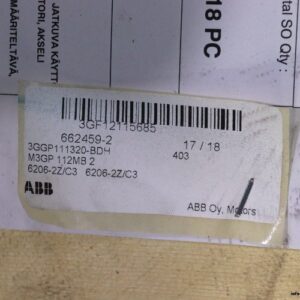 JATKUVA KÄYTT
TORI, AKSELI
MÄÄRITELTÄVÄ,
tal SO Qty :
18 PC
3GF12115685
662459-2 17 / 18
3GGP111320-BDH 403
M3GP 112MB 2
6206-2Z/C3 6206-2Z/C3
ABB
ABB Oy, Motors